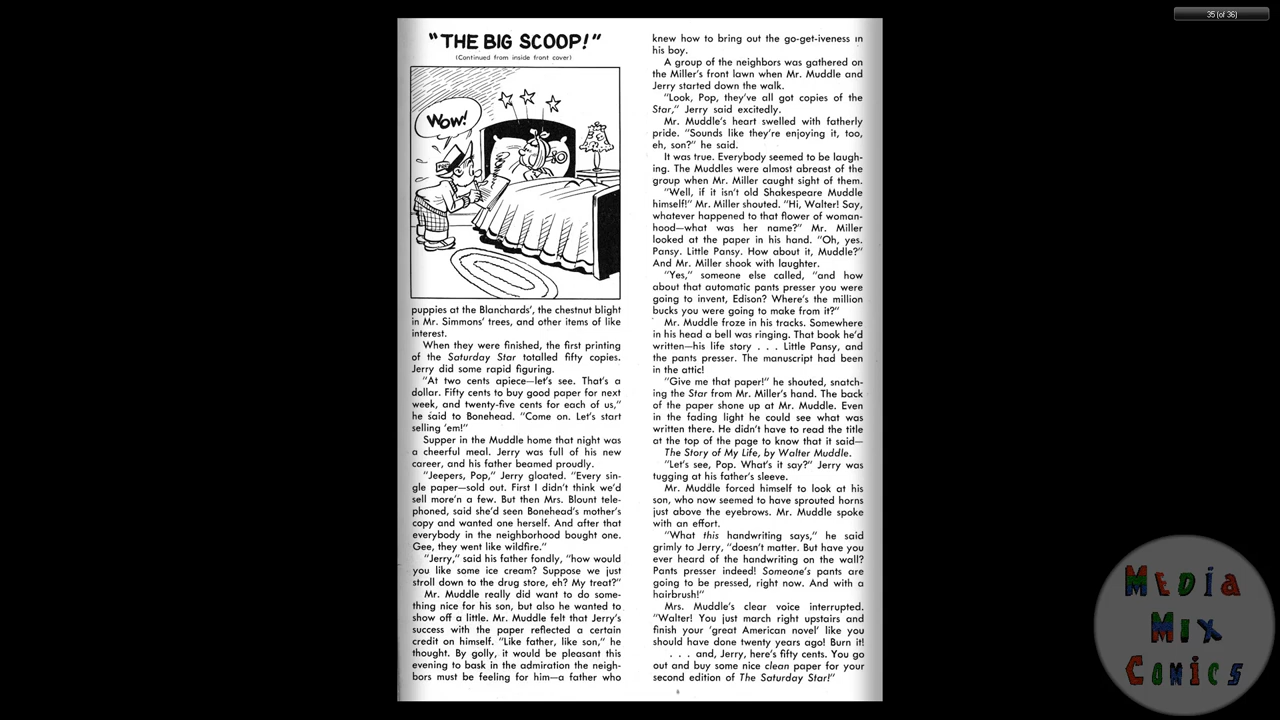 35 (of 36)
"THE BIG SCOOP!"
(Continued from inside front cover)
WOW!
puppies at the Blanchards', the chestnut blight
in Mr. Simmons' trees, and other items of like
interest.
When they were finished, the first printing
of the Saturday Star totalled fifty copies.
Jerry did some rapid figuring.
"At two cents apiece—let's see. That's a
dollar. Fifty cents to buy good paper for next
week, and twenty-five cents for each of us,"
he said to Bonehead. "Come on. Let's start
selling 'em!"
Supper in the Muddle home that night was
a cheerful meal. Jerry was full of his new
career, and his father beamed proudly.
"Jeepers, Pop," Jerry gloated. "Every sin-
gle paper—sold out. First I didn't think we'd
sell more'n a few. But then Mrs. Blount tele-
phoned, said she'd seen Bonehead's mother's
copy and wanted one herself. And after that
everybody in the neighborhood bought one.
Gee, they went like wildfire."
"Jerry," said his father fondly, "how would
you like some ice cream? Suppose we just
stroll down to the drug store, eh? My treat?"
Mr. Muddle really did want to do some-
thing nice for his son, but also he wanted to
show off a little. Mr. Muddle felt that Jerry's
success with the paper reflected a certain
credit on himself. "Like father, like son," he
thought. By golly, it would be pleasant this
evening to bask in the admiration the neigh-
bors must be feeling for him—a father who
knew how to bring out the go-get-iveness in
his boy.
A group of the neighbors was gathered on
the Miller's front lawn when Mr. Muddle and
Jerry started down the walk.
"Look, Pop, they've all got copies of the
Star," Jerry said excitedly.
Mr. Muddle's heart swelled with fatherly
pride. "Sounds like they're enjoying it, too,
eh, son?" he said.
It was true. Everybody seemed to be laugh-
ing. The Muddles were almost abreast of the
group when Mr. Miller caught sight of them.
"Well, if it isn't old Shakespeare Muddle
himself!" Mr. Miller shouted. "Hi, Walter! Say,
whatever happened to that flower of woman-
hood—what was her name?" Mr. Miller
looked at the paper in his hand. "Oh, yes.
Pansy. Little Pansy. How about it, Muddle?"
And Mr. Miller shook with laughter.
"Yes," someone else called, "and how
about that automatic pants presser you were
going to invent, Edison? Where's the million
bucks you were going to make from it?"
Mr. Muddle froze in his tracks. Somewhere
in his head a bell was ringing. That book he'd
written—his life story . . . Little Pansy, and
the pants presser. The manuscript had been
in the attic!
"Give me that paper!" he shouted, snatch-
ing the Star from Mr. Miller's hand. The back
of the paper shone up at Mr. Muddle. Even
in the fading light he could see what was
written there. He didn't have to read the title
at the top of the page to know that it said—
The Story of My Life, by Walter Muddle.
"Let's see, Pop. What's it say?" Jerry was
tugging at his father's sleeve.
Mr. Muddle forced himself to look at his
son, who now seemed to have sprouted horns
just above the eyebrows. Mr. Muddle spoke
with an effort.
"What this handwriting says," he said
grimly to Jerry, "doesn't matter. But have you
ever heard of the handwriting on the wall?
Pants presser indeed! Someone's pants are
going to be pressed, right now. And with a
hairbrush!"
Mrs. Muddle's clear voice interrupted.
"Walter! You just march right upstairs and
finish your 'great American novel' like you
should have done twenty years ago! Burn it!
. . . and, Jerry, here's fifty cents. You go
out and buy some nice clean paper for your
second edition of The Saturday Star!"
MEDIA
MIX
COMICS